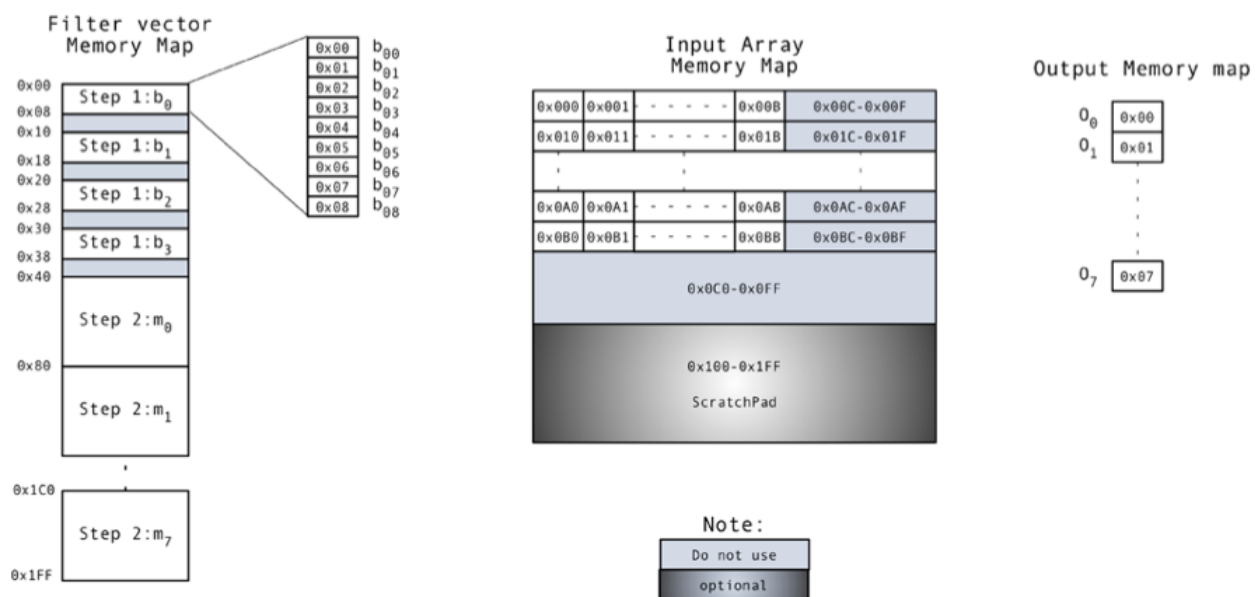 Filter vector
Memory Map
0x00
0x08
0x10
0x18
0x20
0x28
0x30
0x38
0x40
0x80
0x1C0
0x1FF
Step 1:b0
Step 1:b1
Step 1:b2
Step 1:b3
Step 2:m0
Step 2:m1
Step 2:m7
0x00 b00
0x01 b01
0x02 b02
0x03 b03
0x04 b04
0x05 b05
0x06 b06
0x07 b07
0x08 b08
Input Array
Memory Map
0x000 0x001 - - - - - - 0x00B 0x00C-0x00F
0x010 0x011 - - - - - - 0x01B 0x01C-0x01F
0x0A0 0x0A1 - - - - - - 0x0AB 0x0AC-0x0AF
0x0B0 0x0B1 - - - - - - 0x0BB 0x0BC-0x0BF
0x0C0-0x0FF
0x100-0x1FF
ScratchPad
Note:
Do not use
optional
Output Memory map
O0 0x00
O1 0x01
O7 0x07